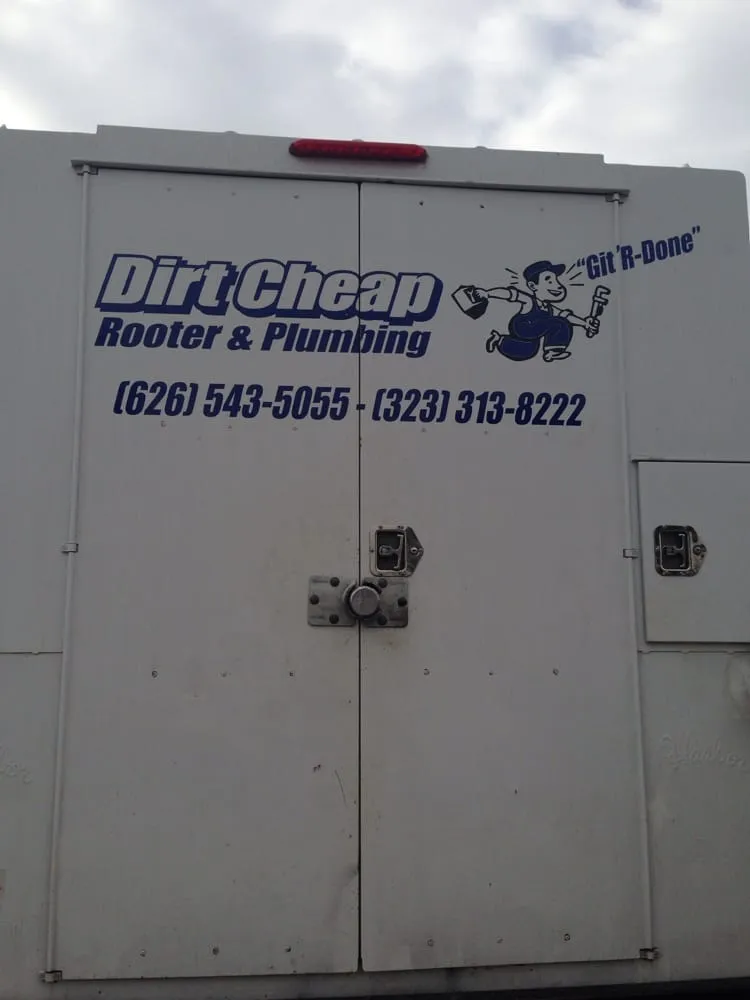 Dirt Cheap
"Git 'R-Done"
Rooter & Plumbing
(626) 543-5055 - (323) 313-8222